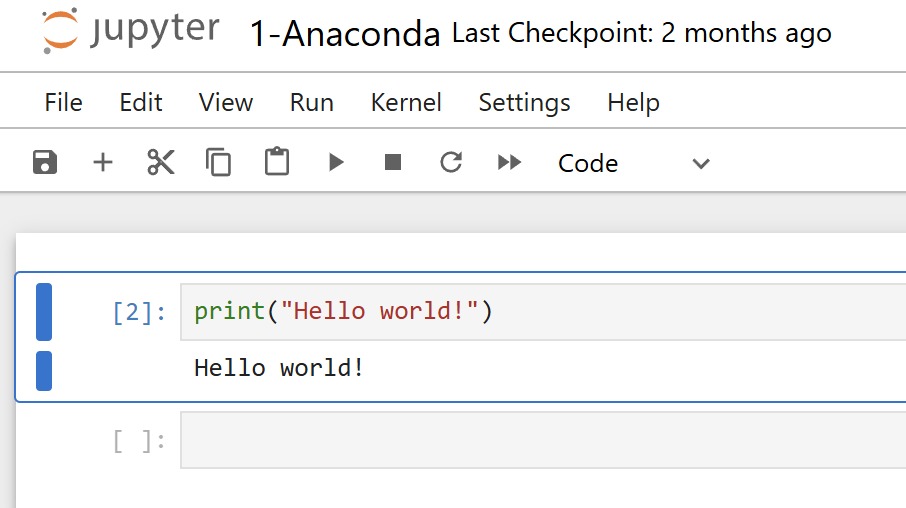 jupyter 1-Anaconda Last Checkpoint: 2 months ago
File Edit View Run Kernel Settings Help
Code
[2]: print("Hello world!")
Hello world!
[ ]: